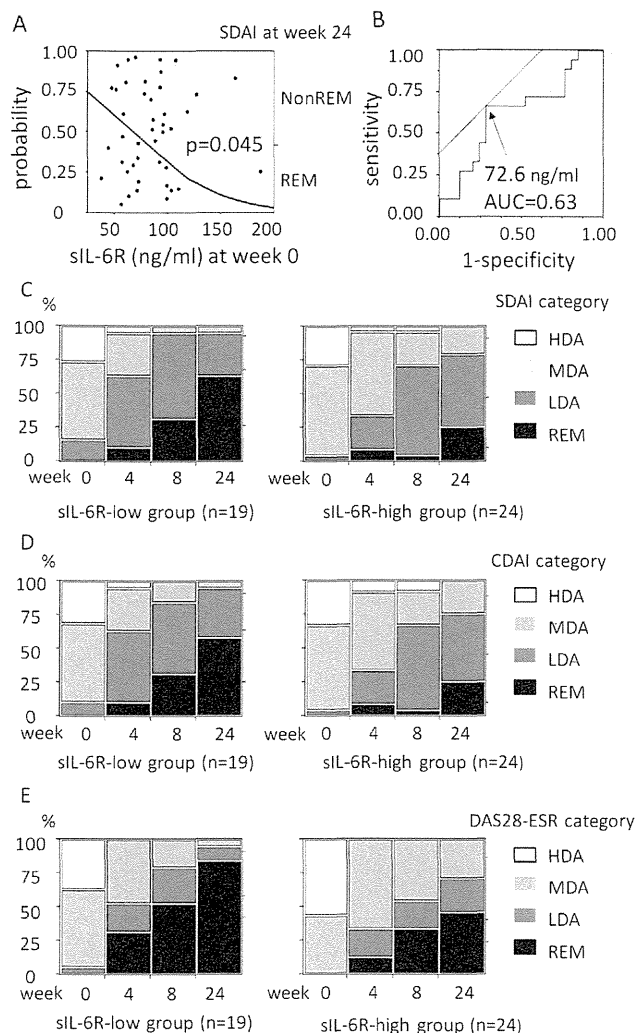 A
SDAI at week 24
probability
1.00
0.75
0.50
0.25
0
NonREM
p=0.045
REM
50 100 150 200
sIL-6R (ng/ml) at week 0
B
sensitivity
1.00
0.75
0.50
0.25
0.00
72.6 ng/ml
AUC=0.63
0.00 0.50 1.00
1-specificity
C
%
100
75
50
25
0
week 0 4 8 24
sIL-6R-low group (n=19)
0 4 8 24
sIL-6R-high group (n=24)
SDAI category
HDA
MDA
LDA
REM
D
%
100
75
50
25
0
week 0 4 8 24
sIL-6R-low group (n=19)
0 4 8 24
sIL-6R-high group (n=24)
CDAI category
HDA
MDA
LDA
REM
E
%
100
75
50
25
0
week 0 4 8 24
sIL-6R-low group (n=19)
0 4 8 24
sIL-6R-high group (n=24)
DAS28-ESR category
HDA
MDA
LDA
REM